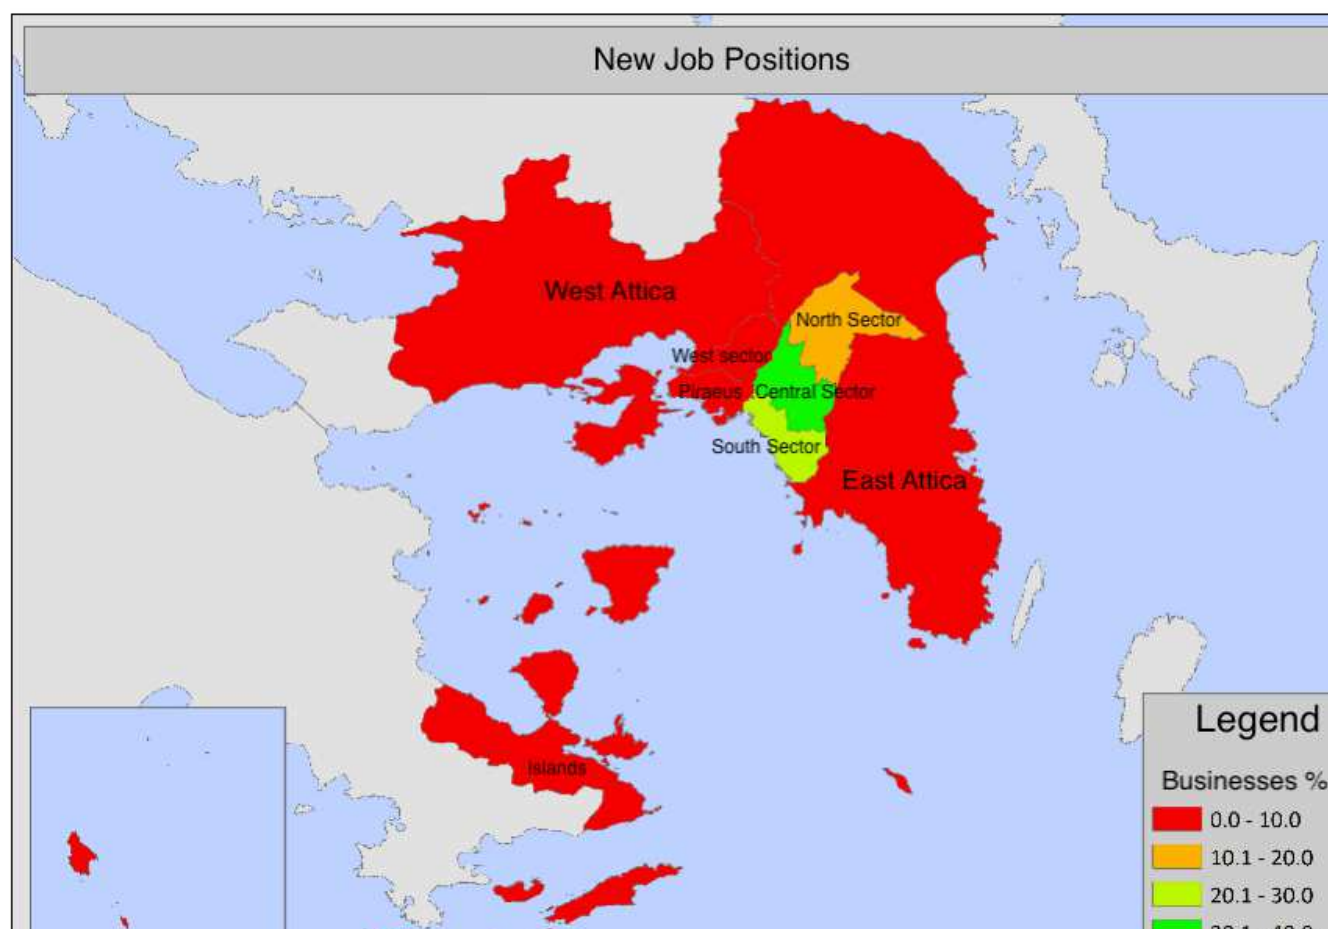 New Job Positions
West Attica
North Sector
West sector
Piraeus
Central Sector
South Sector
East Attica
Islands
Legend
Businesses %
0.0 - 10.0
10.1 - 20.0
20.1 - 30.0